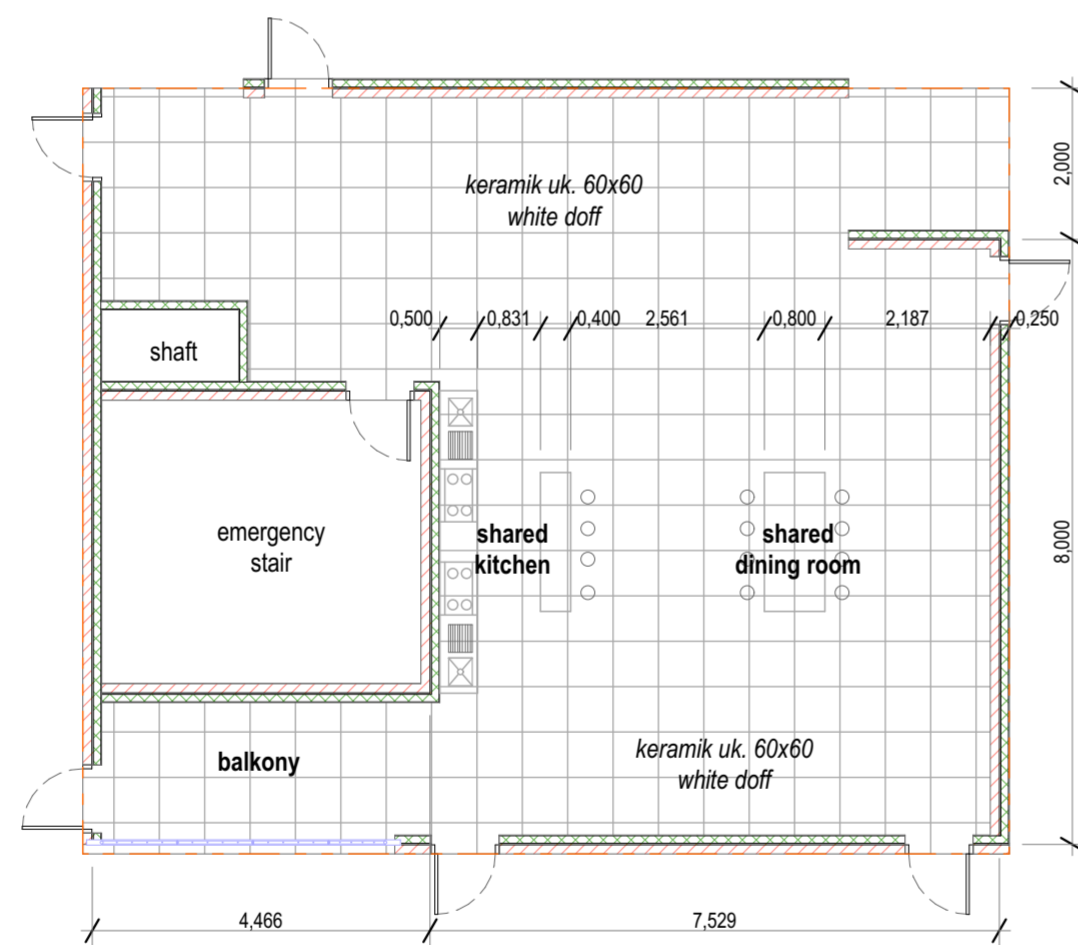 keramik uk. 60x60
white doff
2,000
0,500
0,831
0,400
2,561
0,800
2,187
0,250
shaft
emergency
stair
shared
kitchen
shared
dining room
8,000
keramik uk. 60x60
white doff
balkony
4,466
7,529